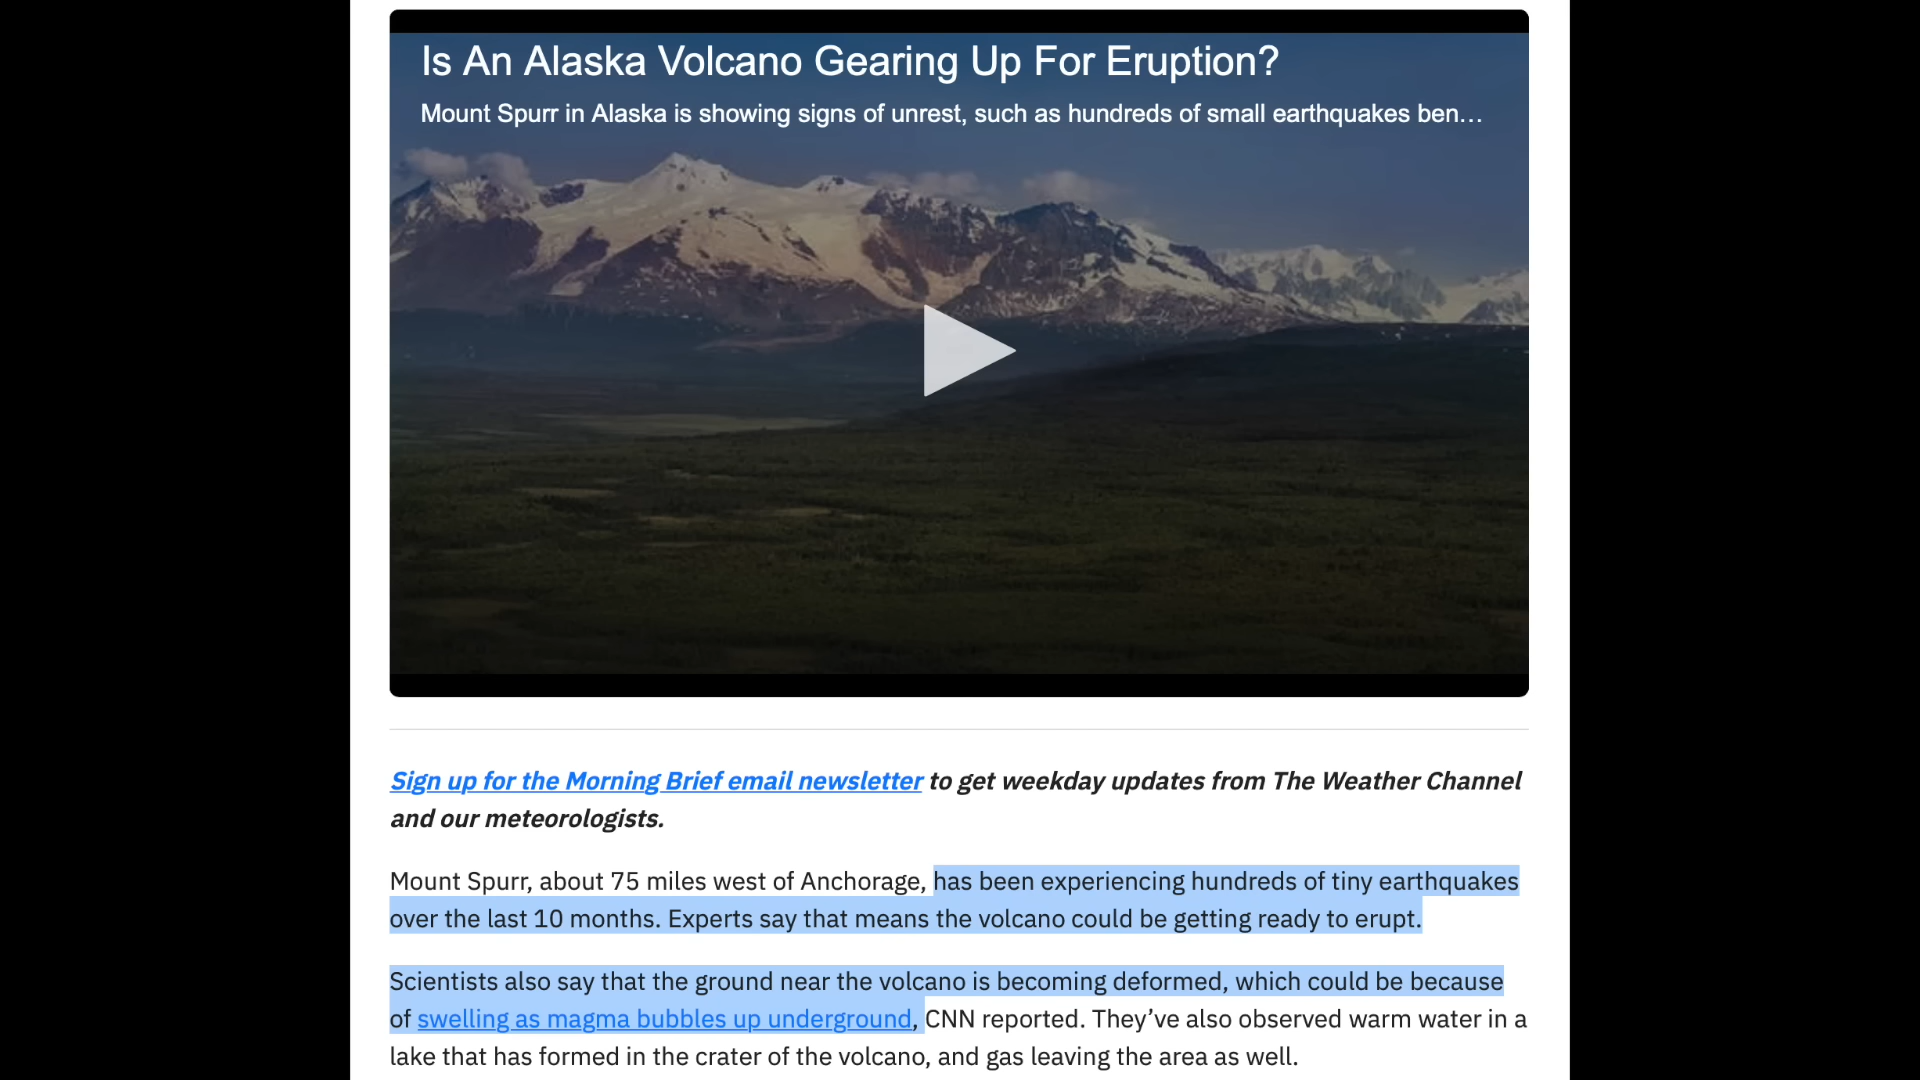 Is An Alaska Volcano Gearing Up For Eruption?
Mount Spurr in Alaska is showing signs of unrest, such as hundreds of small earthquakes ben...
Sign up for the Morning Brief email newsletter to get weekday updates from The Weather Channel
and our meteorologists.
Mount Spurr, about 75 miles west of Anchorage, has been experiencing hundreds of tiny earthquakes
over the last 10 months. Experts say that means the volcano could be getting ready to erupt.
Scientists also say that the ground near the volcano is becoming deformed, which could be because
of swelling as magma bubbles up underground, CNN reported. They’ve also observed warm water in a
lake that has formed in the crater of the volcano, and gas leaving the area as well.